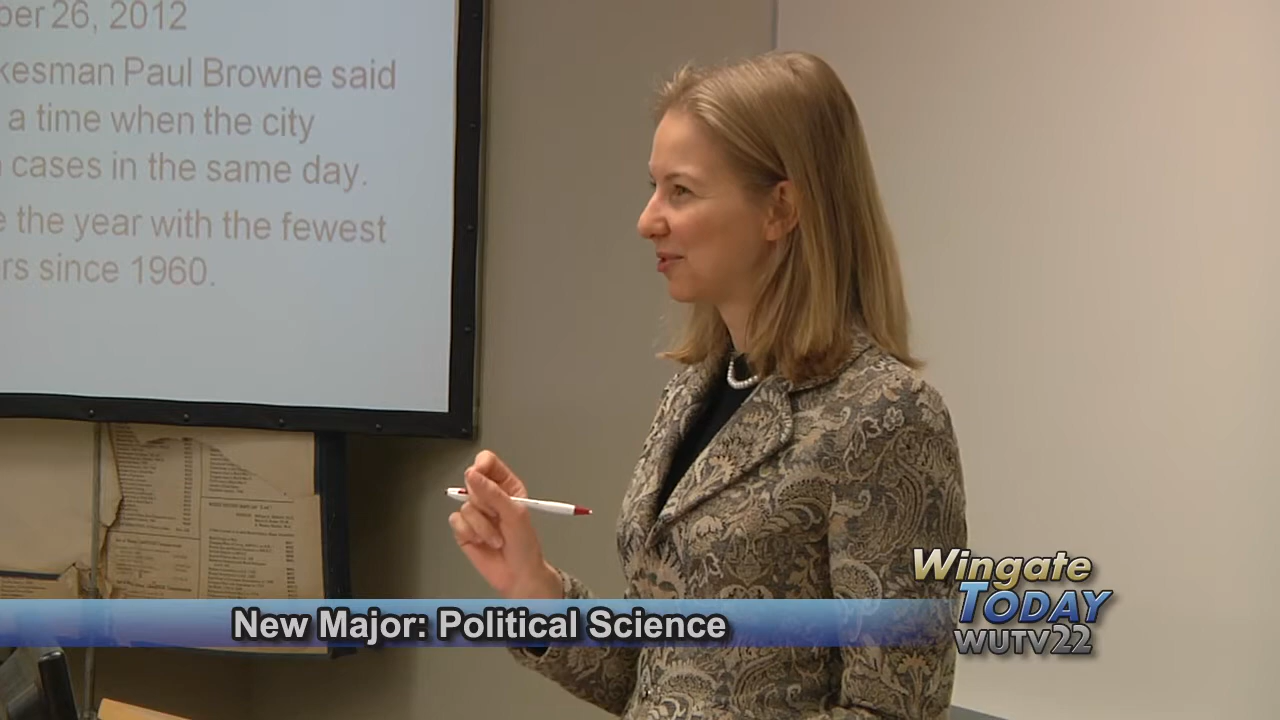 ber 26, 2012
kesman Paul Browne said
a time when the city
cases in the same day.
e the year with the fewest
rs since 1960.
New Major: Political Science
Wingate
TODAY
WUTV22